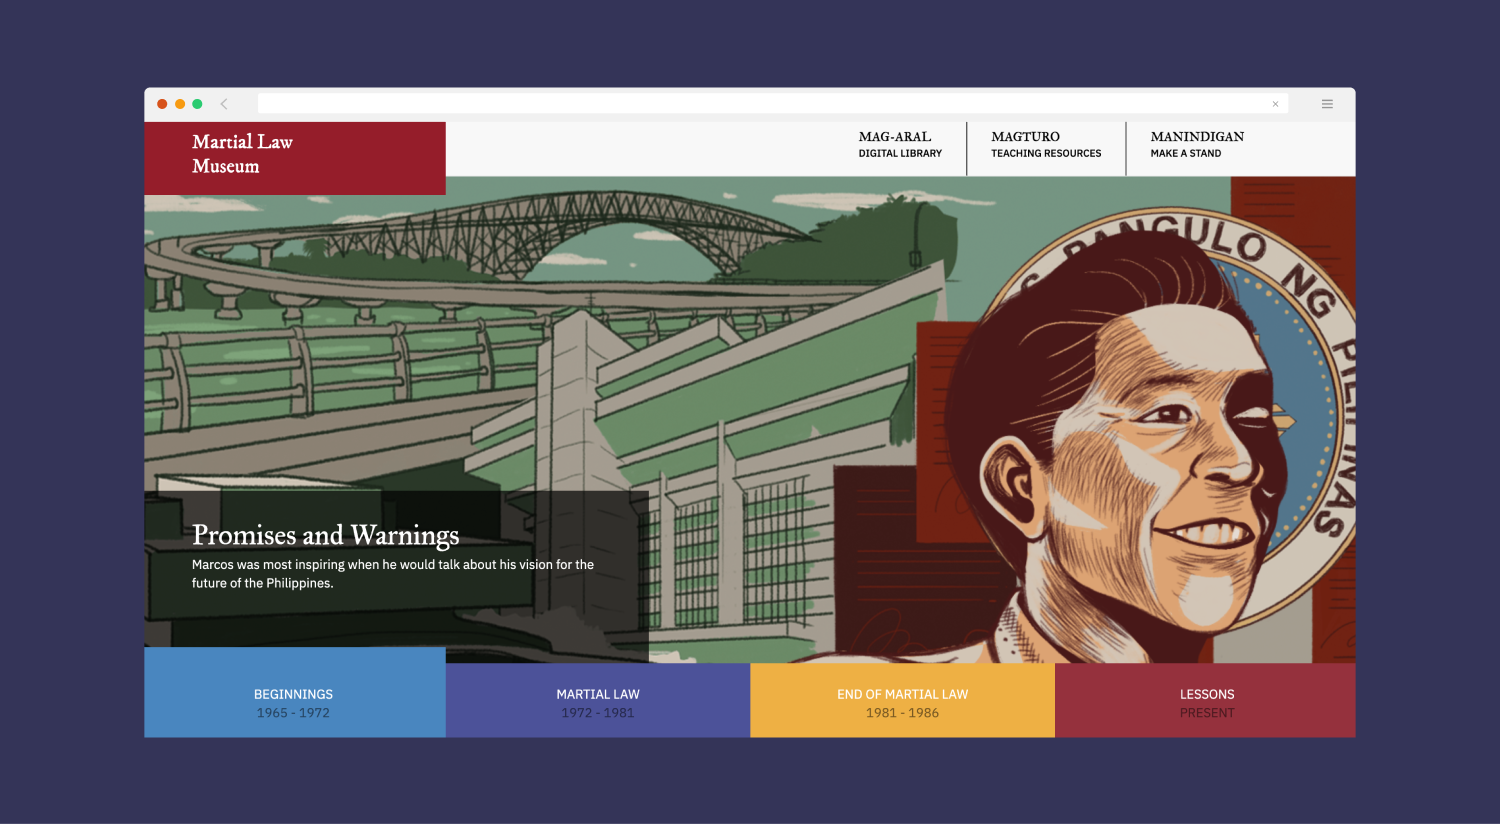 Martial Law
Museum
MAG-ARAL
DIGITAL LIBRARY
MAGTURO
TEACHING RESOURCES
MANINDIGAN
MAKE A STAND
PANGULO NG PILIPINAS
Promises and Warnings
Marcos was most inspiring when he would talk about his vision for the
future of the Philippines.
BEGINNINGS
1965 - 1972
MARTIAL LAW
1972 - 1981
END OF MARTIAL LAW
1981 - 1986
LESSONS
PRESENT